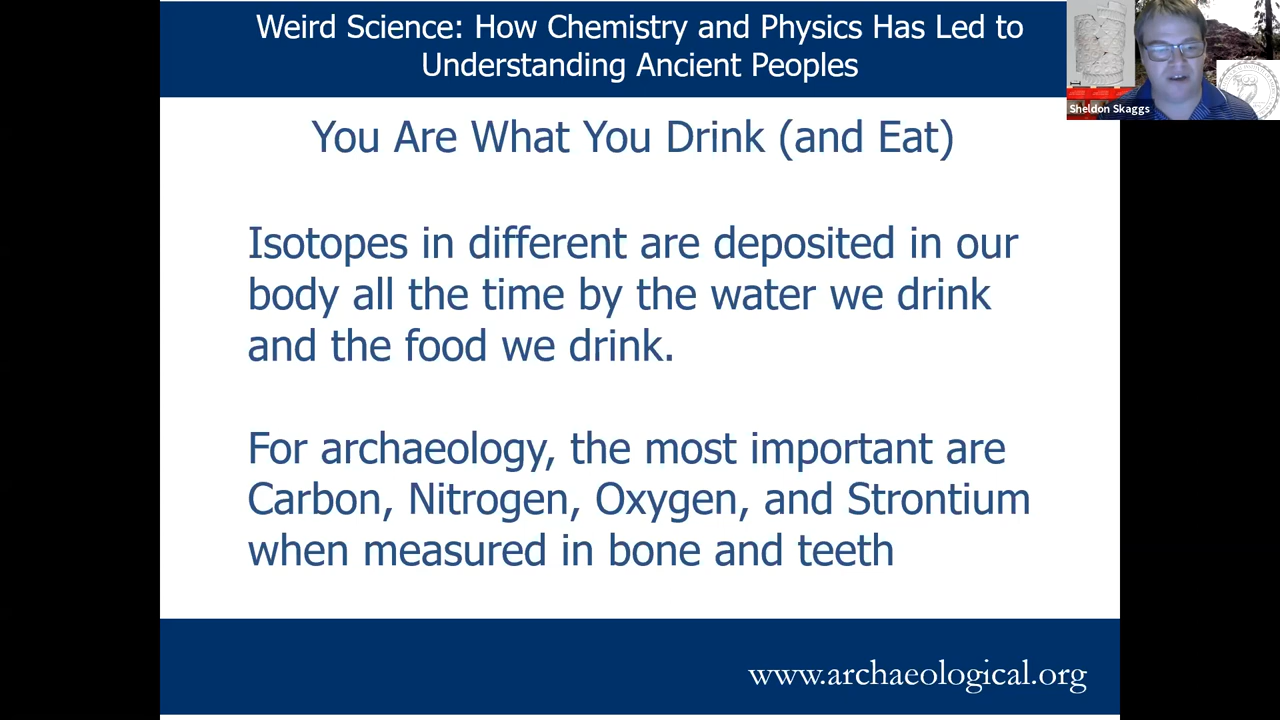 Weird Science: How Chemistry and Physics Has Led to
Understanding Ancient Peoples
Sheldon Skaggs
You Are What You Drink (and Eat)
Isotopes in different are deposited in our
body all the time by the water we drink
and the food we drink.
For archaeology, the most important are
Carbon, Nitrogen, Oxygen, and Strontium
when measured in bone and teeth
www.archaeological.org